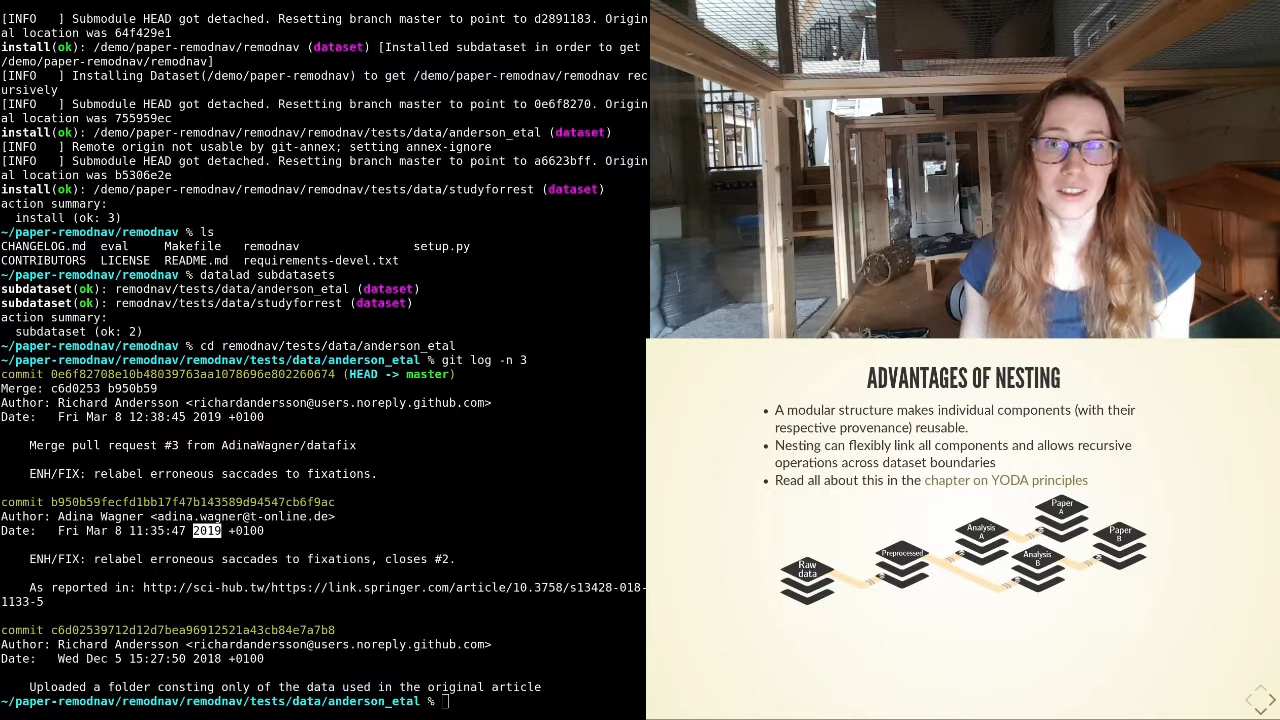 [INFO   ] Submodule HEAD got detached. Resetting branch master to point to d2901183. Origin
al location was 64f442e7
install(ok): /demo/paper-remodnav/remodnav (dataset) [Installed subdataset in order to get
/demo/paper-remodnav/remodnav]
[INFO   ] Installing Dataset(/demo/paper-remodnav) to get /demo/paper-remodnav/remodnav rec
ursively
[INFO   ] Submodule HEAD got detached. Resetting branch master to point to 0e6f8270. Origin
al location was
install(ok): /demo/paper-remodnav/remodnav/remodnav/tests/data/anderson_etal (dataset)
[INFO   ] Remote origin not usable by git-annex; setting annex-ignore
[INFO   ] Submodule HEAD got detached. Resetting branch master to point to a6623bff. Origin
al location was b5306e2e
install(ok): /demo/paper-remodnav/remodnav/remodnav/tests/data/studyforrest (dataset)
action summary:
  install (ok: 3)
~/paper-remodnav/remodnav % ls
CHANGELOG.md  eval     Makefile   remodnav                setup.py
CONTRIBUTORS  LICENSE  README.md  requirements-devel.txt
~/paper-remodnav/remodnav % datalad subdatasets
subdataset(ok): remodnav/tests/data/anderson_etal (dataset)
subdataset(ok): remodnav/tests/data/studyforrest (dataset)
action summary:
  subdataset (ok: 2)
~/paper-remodnav/remodnav % cd remodnav/tests/data/anderson_etal
~/paper-remodnav/remodnav/remodnav/tests/data/anderson_etal % git log -n 3
commit 0e6f82708e10b48039763aa1078696e802260674 (HEAD -> master)
Merge: c6d0253 b950b59
Author: Richard Andersson <richardandersson@users.noreply.github.com>
Date:   Fri Mar 8 12:38:45 2019 +0100
    Merge pull request #3 from AdinaWagner/datafix
    ENH/FIX: relabel erroneous saccades to fixations.
commit b950b59fecfd1bb17f47b143589d94547cb6f9ac
Author: Adina Wagner <adina.wagner@t-online.de>
Date:   Fri Mar 8 11:35:47 2019 +0100
    ENH/FIX: relabel erroneous saccades to fixations, closes #2.
    As reported in: http://sci-hub.tw/https://link.springer.com/article/10.3758/s13428-018-
1133-5
commit c6d02539712d12d7bea96912521a43cb84e7a7b8
Author: Richard Andersson <richardandersson@users.noreply.github.com>
Date:   Wed Dec 5 15:27:50 2018 +0100
    Uploaded a folder consting only of the data used in the original article
~/paper-remodnav/remodnav/remodnav/tests/data/anderson_etal %
ADVANTAGES OF NESTING
• A modular structure makes individual components (with their
respective provenance) reusable.
• Nesting can flexibly link all components and allows recursive
operations across dataset boundaries
• Read all about this in the chapter on YODA principles
Raw
data
Preprocessed
Analysis
A
Analysis
B
Paper
A
Paper
B